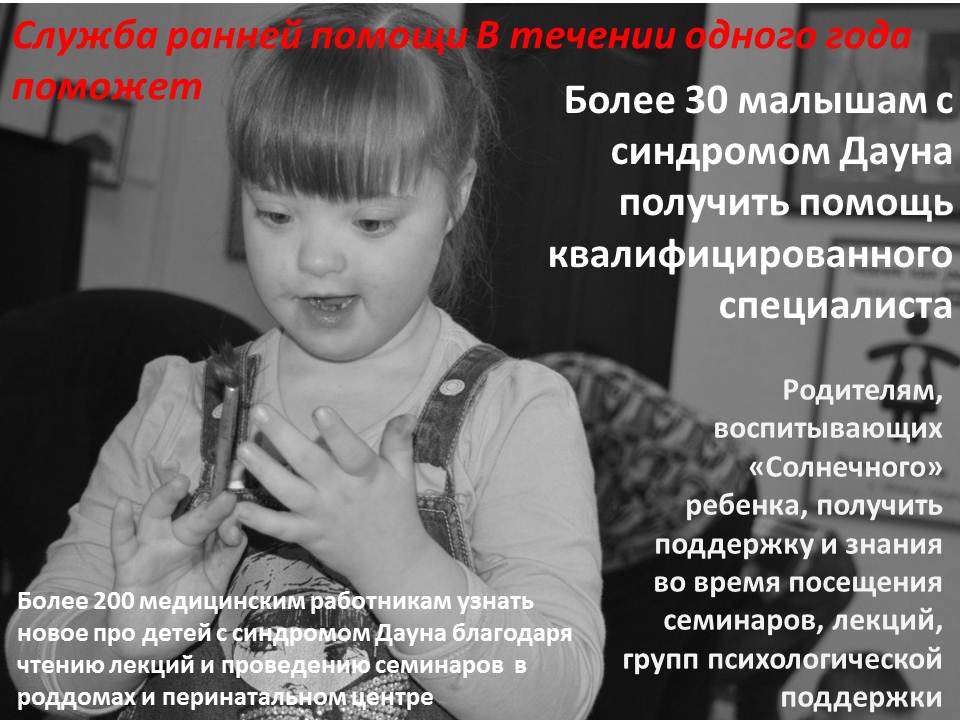 Служба ранней помощи В течении одного года
поможет
Более 30 малышам с
синдромом Дауна
получить помощь
квалифицированного
специалиста
Родителям,
воспитывающих
«Солнечного»
ребенка, получить
поддержку и знания
во время посещения
семинаров, лекций,
групп психологической
поддержки
Более 200 медицинским работникам узнать
новое про детей с синдромом Дауна благодаря
чтению лекций и проведению семинаров в
роддомах и перинатальном центре